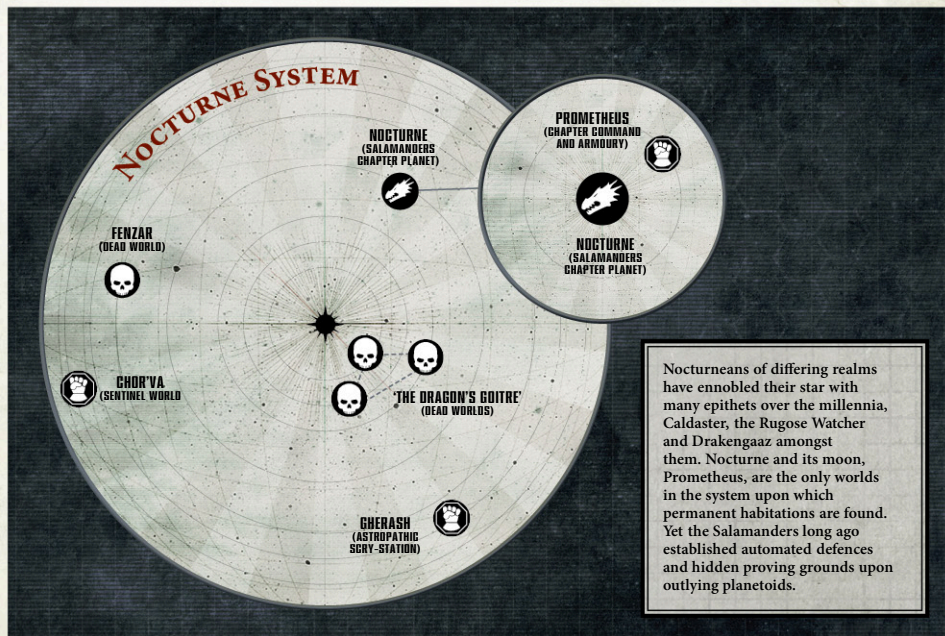 NOCTURNE SYSTEM
NOCTURNE
(SALAMANDERS
CHAPTER PLANET)
PROMETHEUS
(CHAPTER COMMAND
AND ARMOURY)
NOCTURNE
(SALAMANDERS
CHAPTER PLANET)
FENZAR
(DEAD WORLD)
CHOR'VA
(SENTINEL WORLD
'THE DRAGON'S GOITRE'
(DEAD WORLDS)
GHERASH
(ASTROPATHIC
SCRY-STATION)
Nocturneans of differing realms
have ennobled their star with
many epithets over the millennia,
Caldaster, the Rugose Watcher
and Drakengaaz amongst
them. Nocturne and its moon,
Prometheus, are the only worlds
in the system upon which
permanent habitations are found.
Yet the Salamanders long ago
established automated defences
and hidden proving grounds upon
outlying planetoids.